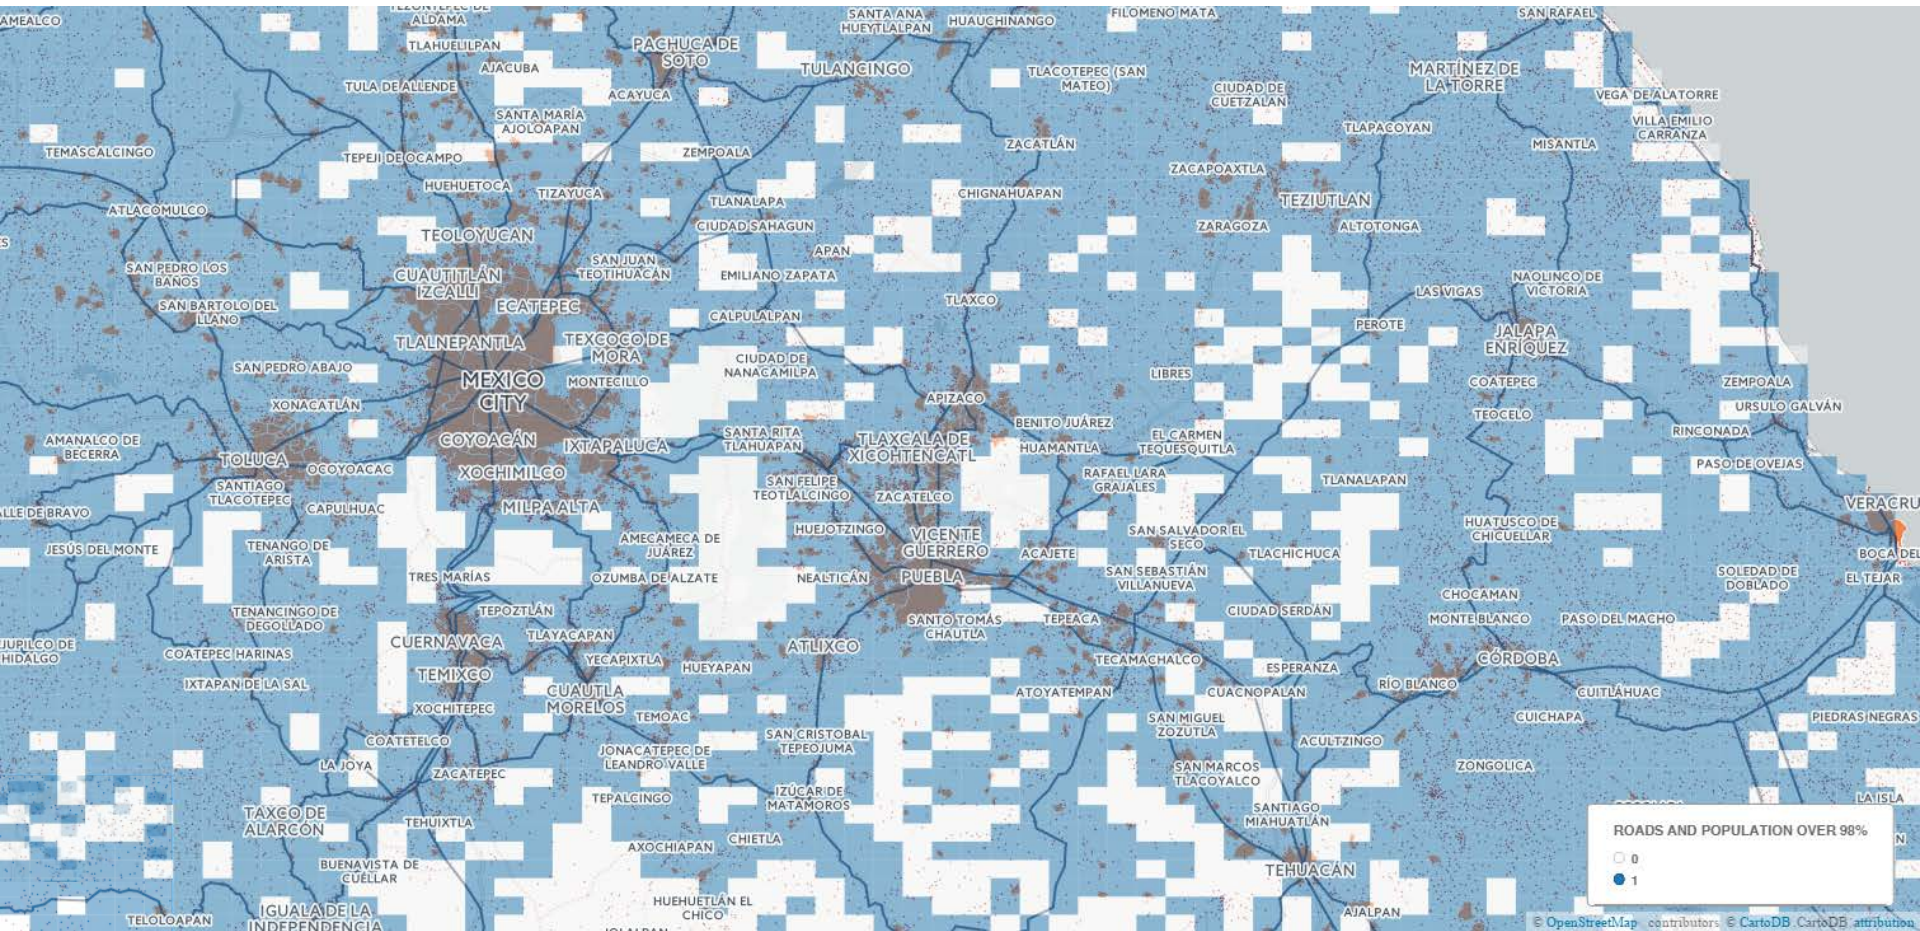 TEZONTEPEC DE
ALDAMA
AMEALCO
SANTA ANA
HUEYTLALPAN
HUAUCHINANGO
FILOMENO MATA
SAN RAFAEL
TLAHUELILPAN
PACHUCA DE
SOTO
AJACUBA
TULANCINGO
TLACOTEPEC (SAN
MATEO)
MARTÍNEZ DE
LA TORRE
TULA DE ALLENDE
ACAYUCA
CIUDAD DE
CUETZALAN
VEGA DE ALATORRE
SANTA MARÍA
AJOLOAPAN
TLAPACOYAN
VILLA EMILIO
CARRANZA
TEMASCALCINGO
TEPEJI DE OCAMPO
ZEMPOALA
ZACATLÁN
MISANTLA
ZACAPOAXTLA
HUEHUETOCA
TIZAYUCA
TLANALAPA
CHIGNAHUAPAN
TEZIUTLAN
ATLACOMULCO
CIUDAD SAHAGUN
ZARAGOZA
ALTOTONGA
TEOLOYUCAN
ES
APAN
SAN PEDRO LOS
BAÑOS
CUAUTITLÁN
IZCALLI
SAN JUAN
TEOTIHUACÁN
EMILIANO ZAPATA
NAOLINCO DE
VICTORIA
SAN BARTOLO DEL
LLANO
ECATEPEC
TLAXCO
LAS VIGAS
CALPULALPAN
PEROTE
TLALNEPANTLA
TEXCOCO DE
MORA
JALAPA
ENRÍQUEZ
SAN PEDRO ABAJO
CIUDAD DE
NANACAMILPA
LIBRES
MEXICO
CITY
MONTECILLO
COATEPEC
ZEMPOALA
XONACATLÁN
APIZACO
TEOCELO
URSULO GALVÁN
BENITO JUÁREZ
AMANALCO DE
BECERRA
COYOACÁN
IXTAPALUCA
SANTA RITA
TLAHUAPAN
TLAXCALA DE
XICOHTENCATL
HUAMANTLA
EL CARMEN
TEQUESQUITLA
RINCONADA
TOLUCA
OCOYOACAC
XOCHIMILCO
PASO DE OVEJAS
SANTIAGO
TLACOTEPEC
SAN FELIPE
TEOTLALCINGO
ZACATELCO
RAFAEL LARA
GRAJALES
TLANALAPAN
CAPULHUAC
MILPA ALTA
VERACRU
ALLE DE BRAVO
HUEJOTZINGO
VICENTE
GUERRERO
SAN SALVADOR EL
SECO
HUATUSCO DE
CHICUELLAR
JESÚS DEL MONTE
TENANGO DE
ARISTA
AMECAMECA DE
JUÁREZ
ACAJETE
TLACHICHUCA
BOCA DEL
TRES MARÍAS
OZUMBA DE ALZATE
NEALTICÁN
PUEBLA
SAN SEBASTIÁN
VILLANUEVA
SOLEDAD DE
DOBLADO
EL TEJAR
CHOCAMAN
TENANCINGO DE
DEGOLLADO
TEPOZTLÁN
SANTO TOMÁS
CHAUTLA
TEPEACA
CIUDAD SERDÁN
MONTE BLANCO
PASO DEL MACHO
JUPILCO DE
HIDALGO
CUERNAVACA
TLAYACAPAN
ATLIXCO
COATEPEC HARINAS
YECAPIXTLA
HUEYAPAN
TECAMACHALCO
ESPERANZA
CÓRDOBA
TEMIXCO
IXTAPAN DE LA SAL
CUAUTLA
MORELOS
ATOYATEMPAN
CUACNOPALAN
RÍO BLANCO
CUITLÁHUAC
XOCHITEPEC
TEMOAC
SAN MIGUEL
ZOZUTLA
CUICHAPA
PIEDRAS NEGRAS
COATETELCO
SAN CRISTOBAL
TEPEOJUMA
JONACATEPEC DE
LEANDRO VALLE
ACULTZINGO
LA JOYA
ZACATEPEC
SAN MARCOS
TLACOYALCO
ZONGOLICA
TEPALCINGO
IZÚCAR DE
MATAMOROS
LA ISLA
TAXCO DE
ALARCÓN
TEHUIXTLA
SANTIAGO
MIAHUATLÁN
AXOCHIAPAN
CHIETLA
BUENAVISTA DE
CUÉLLAR
TEHUACÁN
HUEHUETLÁN EL
CHICO
TELOLOAPAN
IGUALA DE LA
INDEPENDENCIA
AJALPAN
ROADS AND POPULATION OVER 98%
0
1
© OpenStreetMap contributors © CartoDB CartoDB attribution